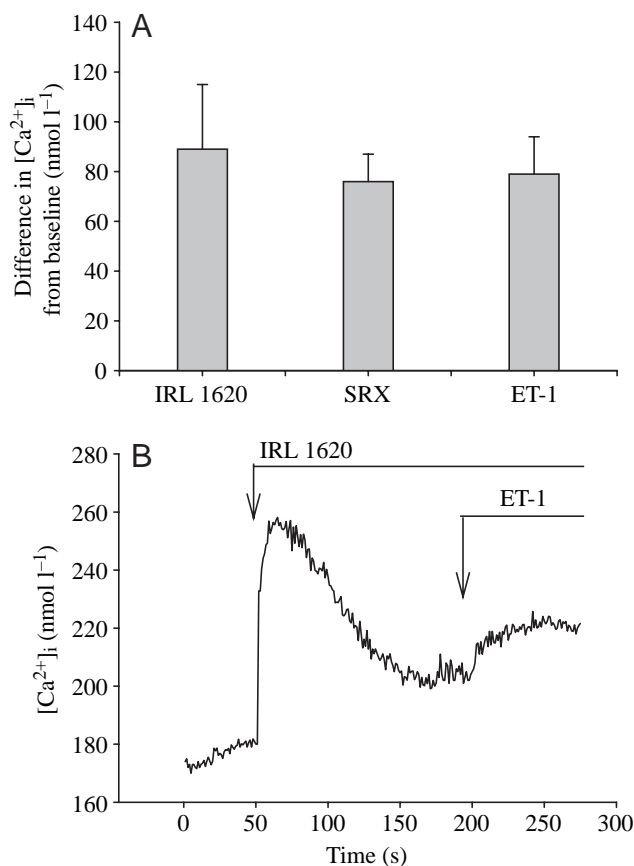 A
Difference in [Ca²⁺]ᵢ
from baseline (nmol l⁻¹)
140
120
100
80
60
40
20
0
IRL 1620 SRX ET-1
B
IRL 1620
ET-1
[Ca²⁺]ᵢ (nmol l⁻¹)
280
260
240
220
200
180
160
0 50 100 150 200 250 300
Time (s)